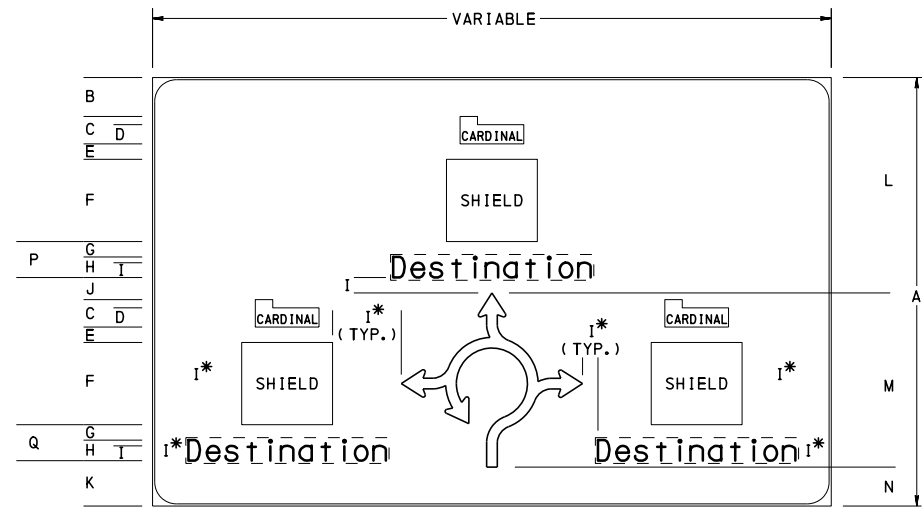 VARIABLE
B
C D
CARDINAL
E
L
F
SHIELD
G
P
H I
Destination
I
J
A
C D
CARDINAL
I*
(TYP.)
I*
(TYP.)
CARDINAL
E
I*
F
SHIELD
SHIELD
I*
M
G
Q
H I
I* Destination
Destination I*
K
N